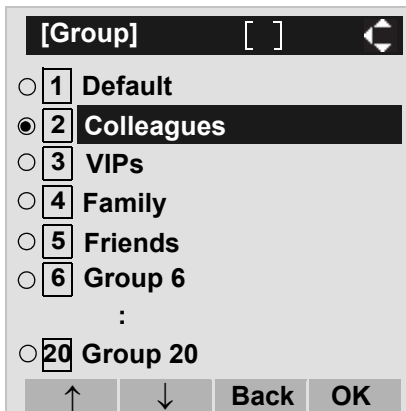 [Group] [ ]
1 Default
2 Colleagues
3 VIPs
4 Family
5 Friends
6 Group 6
:
20 Group 20
↑ ↓ Back OK